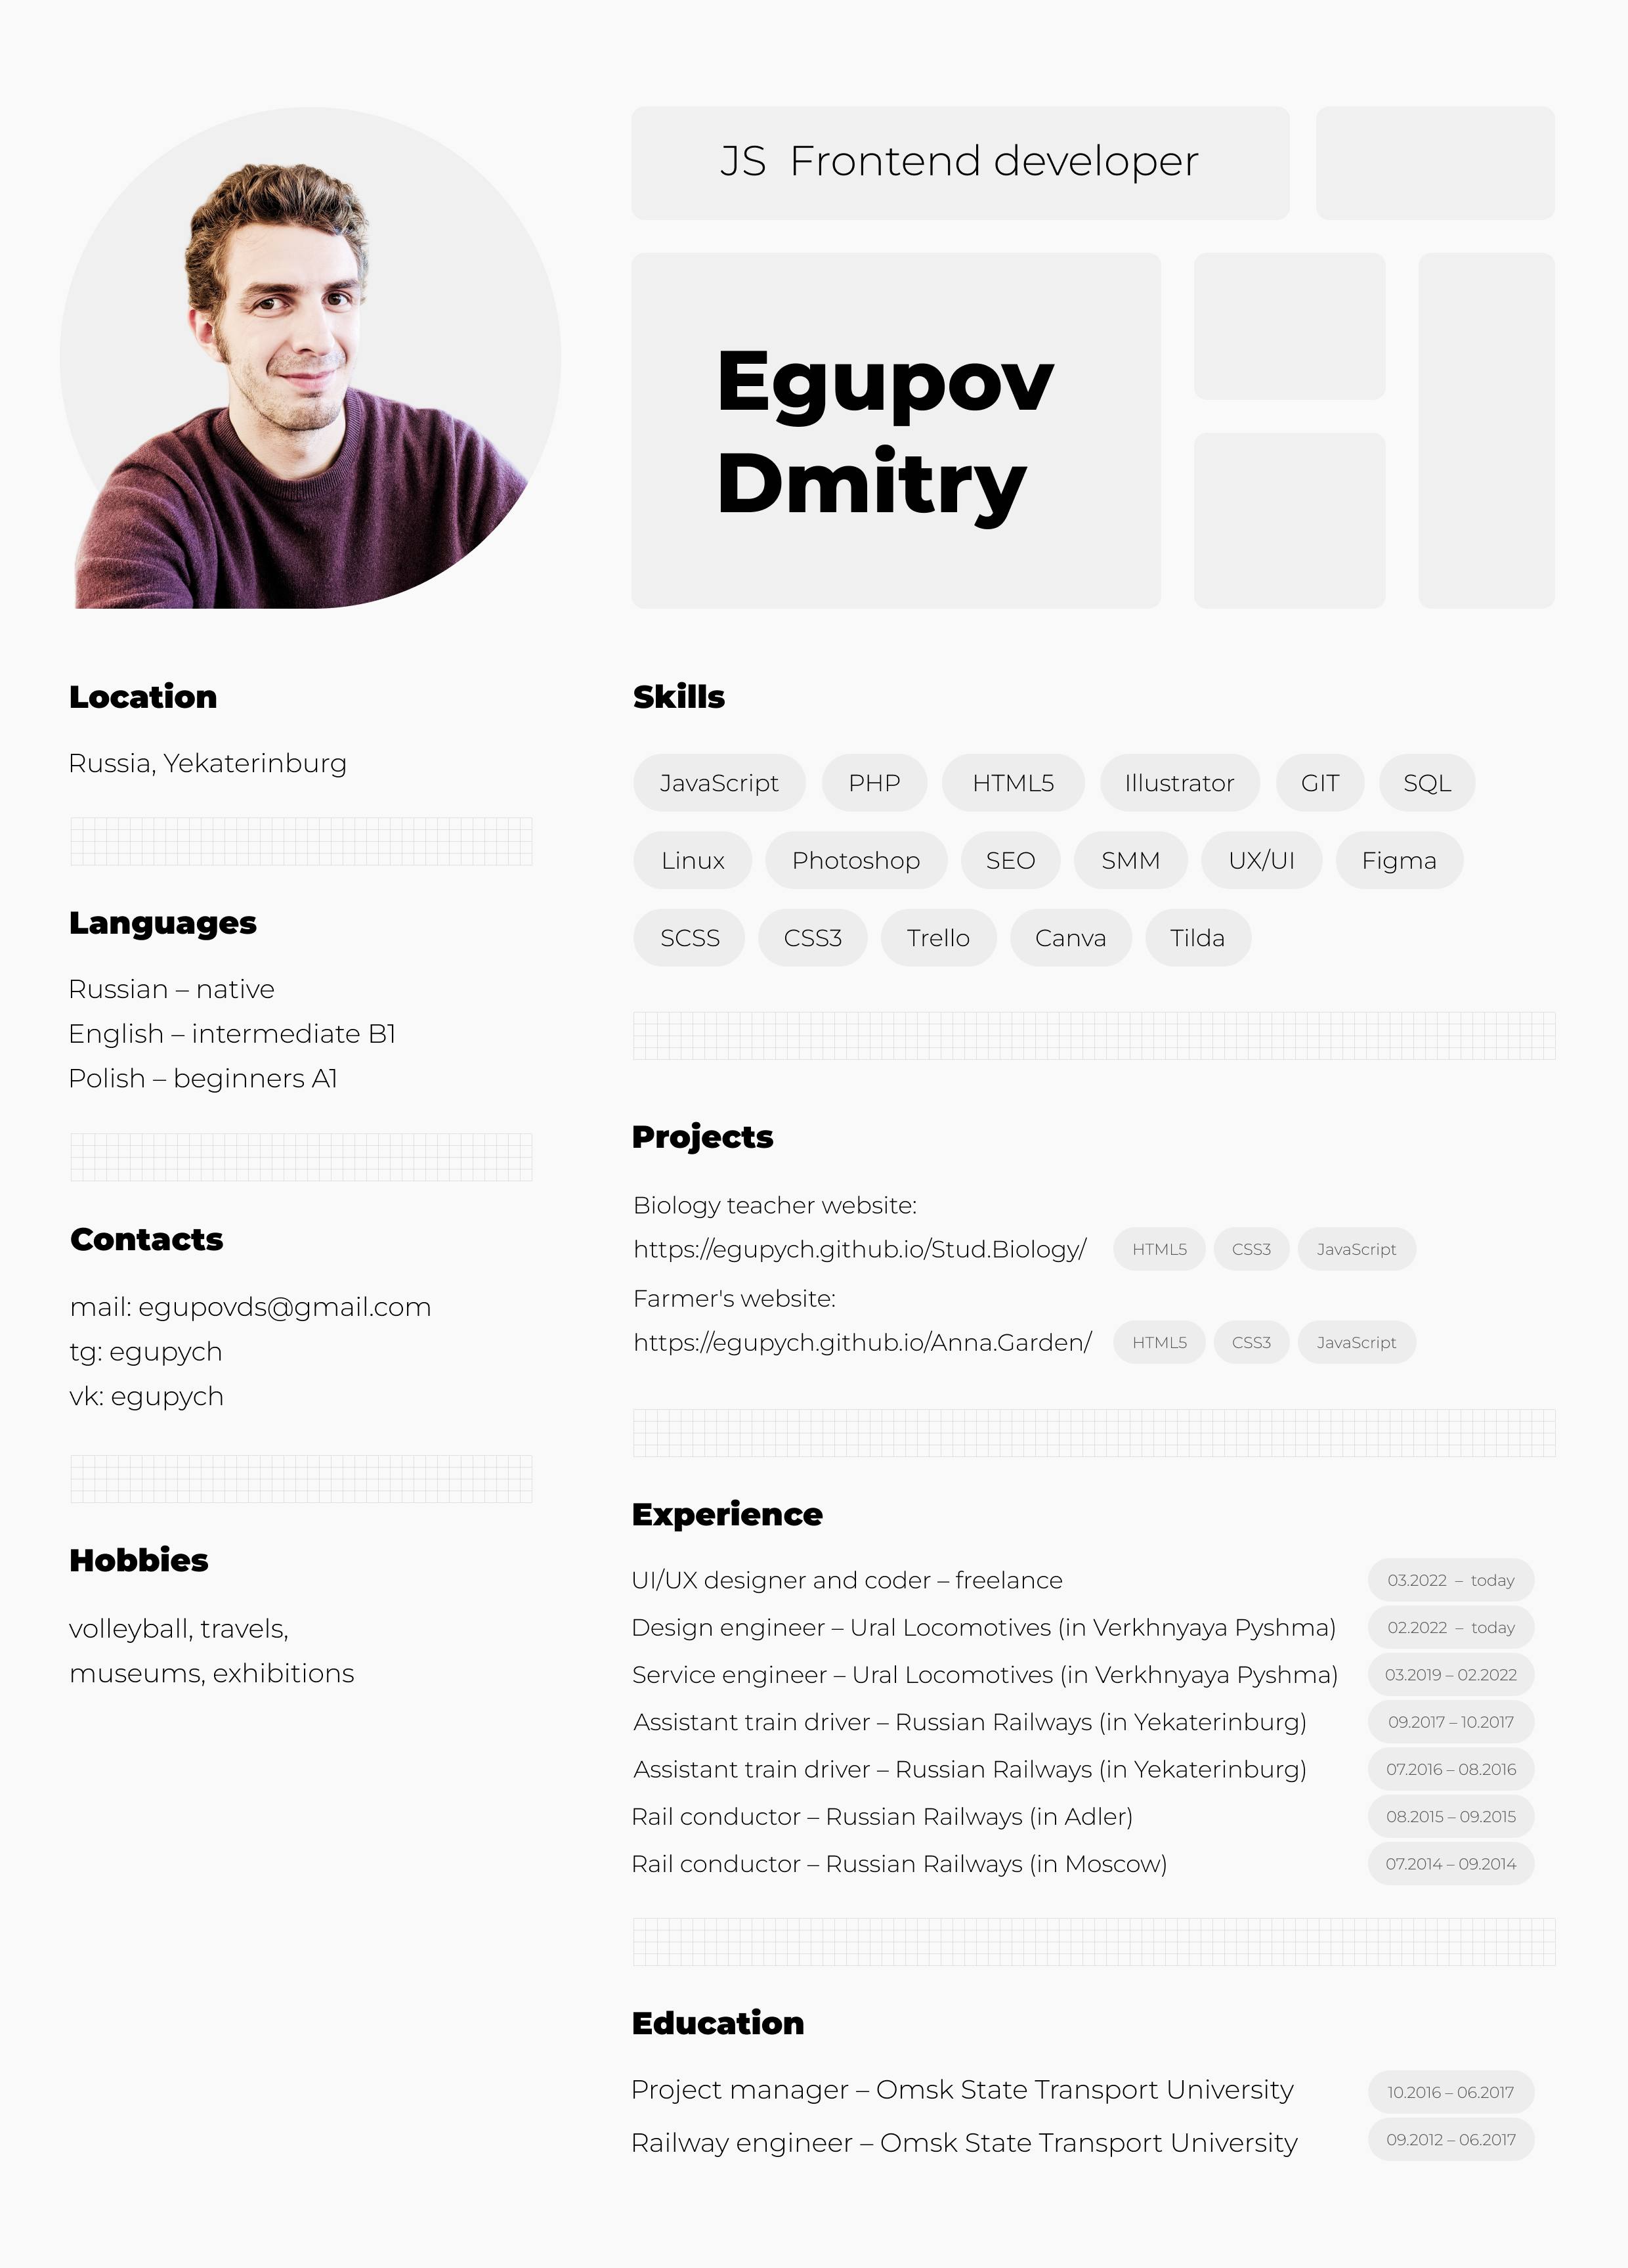 JS  Frontend developer
Egupov
Dmitry
Location
Russia, Yekaterinburg
Languages
Russian – native
English – intermediate B1
Polish – beginners A1
Contacts
mail: egupovds@gmail.com
tg: egupych
vk: egupych
Hobbies
volleyball, travels,
museums, exhibitions
Skills
JavaScript PHP HTML5 Illustrator GIT SQL
Linux Photoshop SEO SMM UX/UI Figma
SCSS CSS3 Trello Canva Tilda
Projects
Biology teacher website:
https://egupych.github.io/Stud.Biology/ HTML5 CSS3 JavaScript
Farmer's website:
https://egupych.github.io/Anna.Garden/ HTML5 CSS3 JavaScript
Experience
UI/UX designer and coder – freelance 03.2022 – today
Design engineer – Ural Locomotives (in Verkhnyaya Pyshma) 02.2022 – today
Service engineer – Ural Locomotives (in Verkhnyaya Pyshma) 03.2019 – 02.2022
Assistant train driver – Russian Railways (in Yekaterinburg) 09.2017 – 10.2017
Assistant train driver – Russian Railways (in Yekaterinburg) 07.2016 – 08.2016
Rail conductor – Russian Railways (in Adler) 08.2015 – 09.2015
Rail conductor – Russian Railways (in Moscow) 07.2014 – 09.2014
Education
Project manager – Omsk State Transport University 10.2016 – 06.2017
Railway engineer – Omsk State Transport University 09.2012 – 06.2017